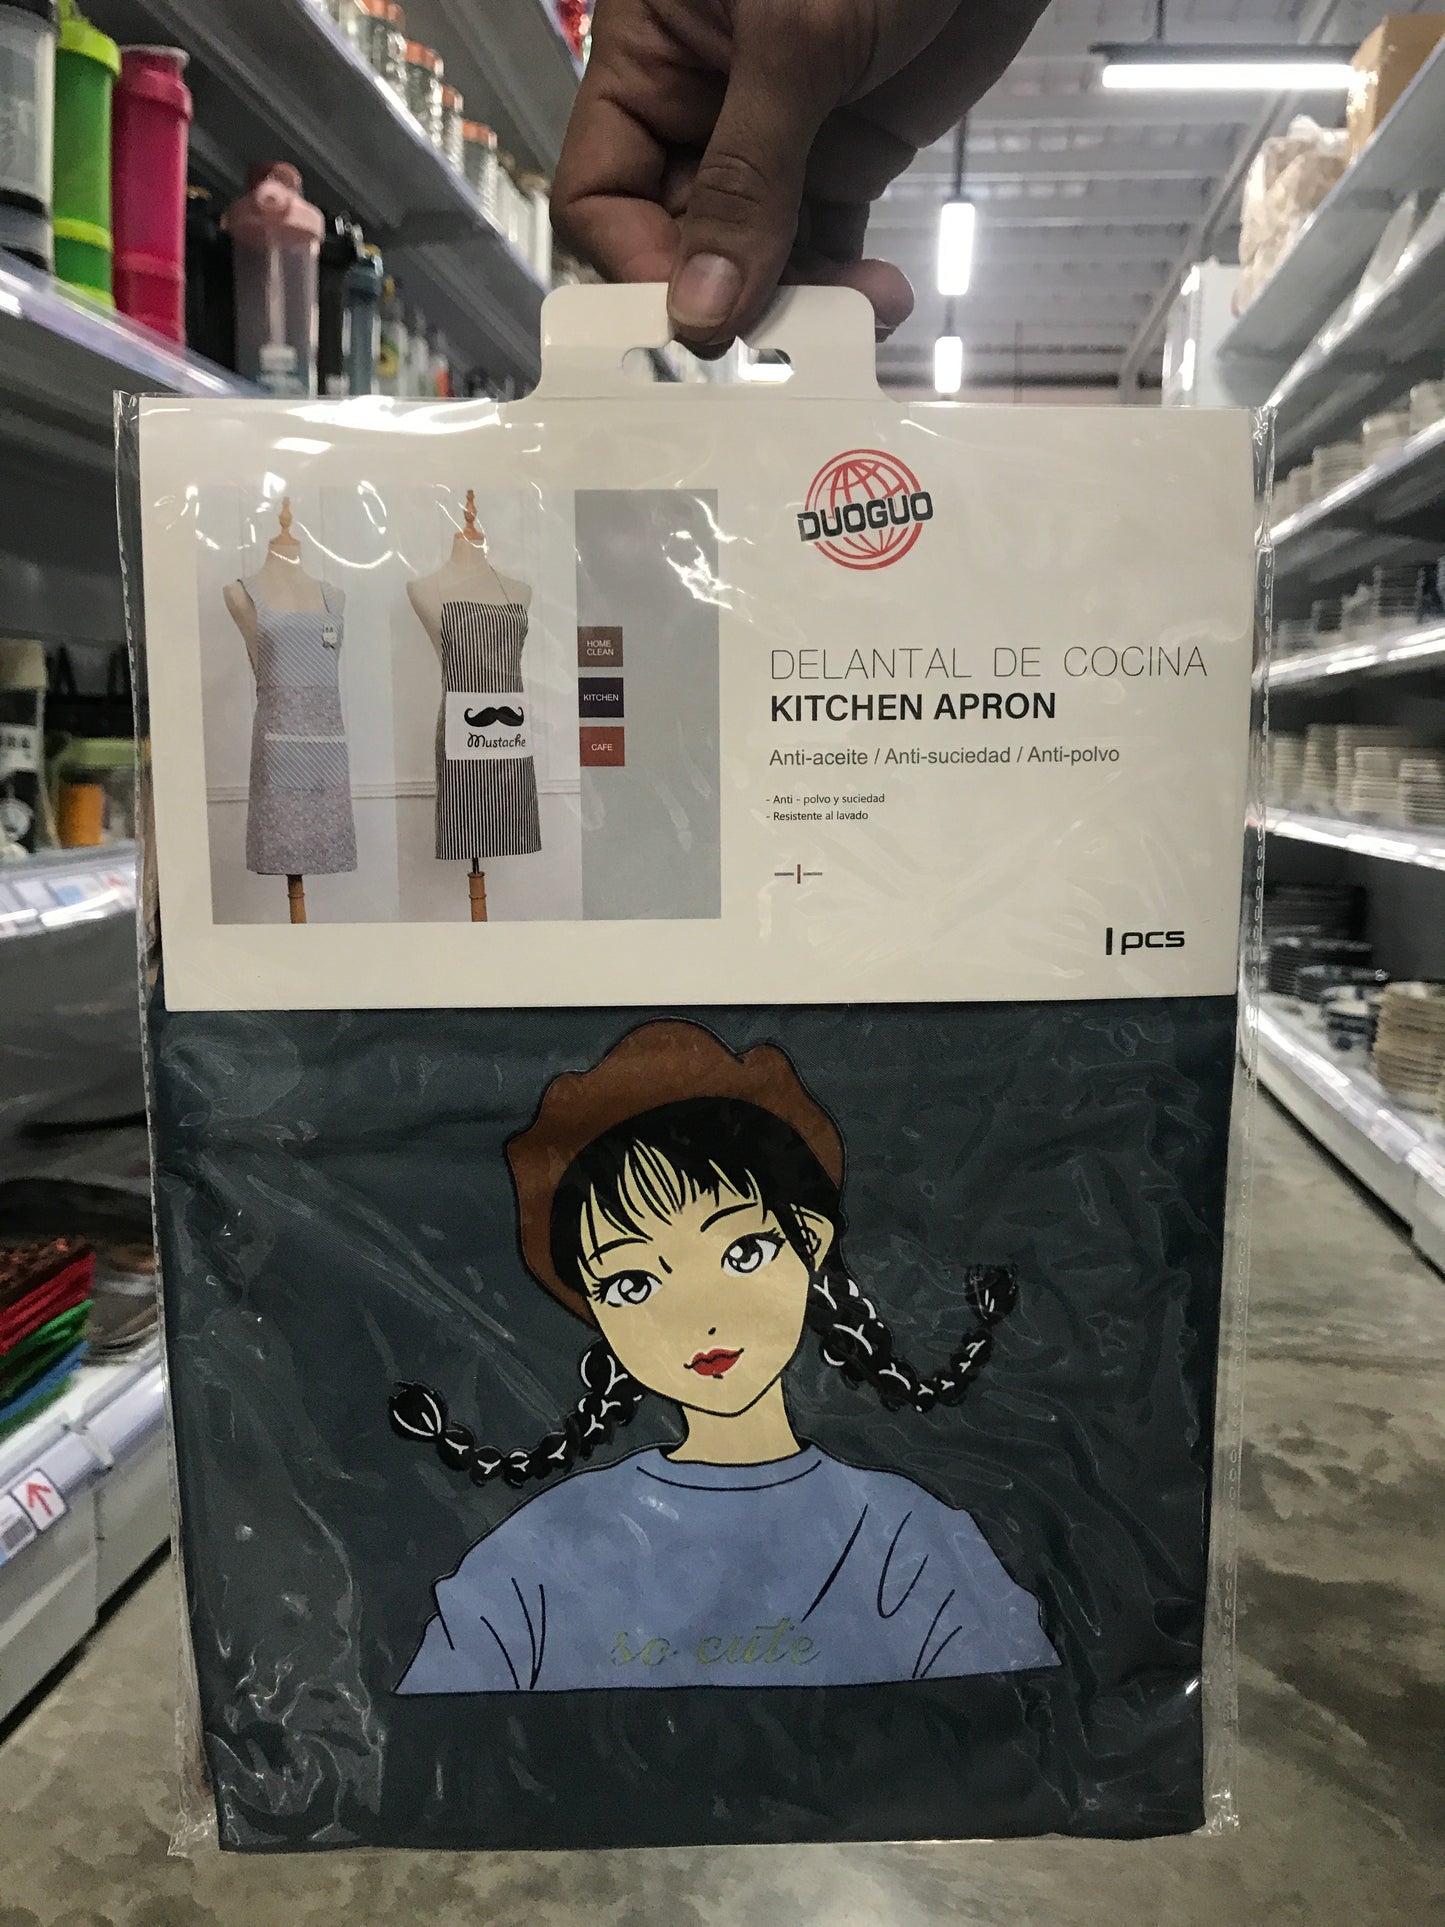 DUOGUO
HOME
CLEAN
KITCHEN
CAFE
Mustache
DELANTAL DE COCINA
KITCHEN APRON
Anti-aceite / Anti-suciedad / Anti-polvo
- Anti - polvo y suciedad
- Resistente al lavado
1 pcs
so cute